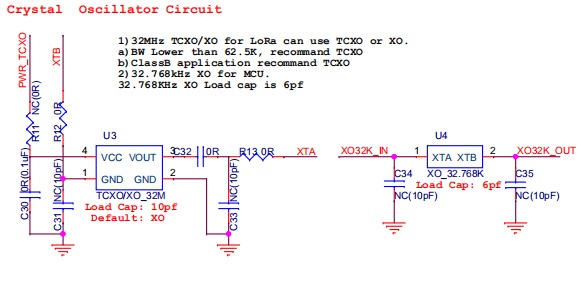 Crystal Oscillator Circuit
1)32MHz TCXO/XO for LoRa can use TCXO or XO.
a)BW Lower than 62.5K, recommand TCXO
b)ClassB application recommand TCXO
2)32.768kHz XO for MCU.
32.768KHz XO Load cap is 6pf
PWR_TCXO
XTB
R11 NC(0R)
R12 0R
U3
4 VCC VOUT 3
1 GND GND 2
TCXO/XO_32M
Load Cap: 10pf
Default: XO
C30 0R(0.1uF)
C31 NC(10pF)
C32 0R
R13 0R
XTA
C33 NC(10pF)
XO32K_IN
U4
1 XTA XTB 2
XO_32.768K
Load Cap: 6pf
XO32K_OUT
C34
NC(10pF)
C35
NC(10pF)